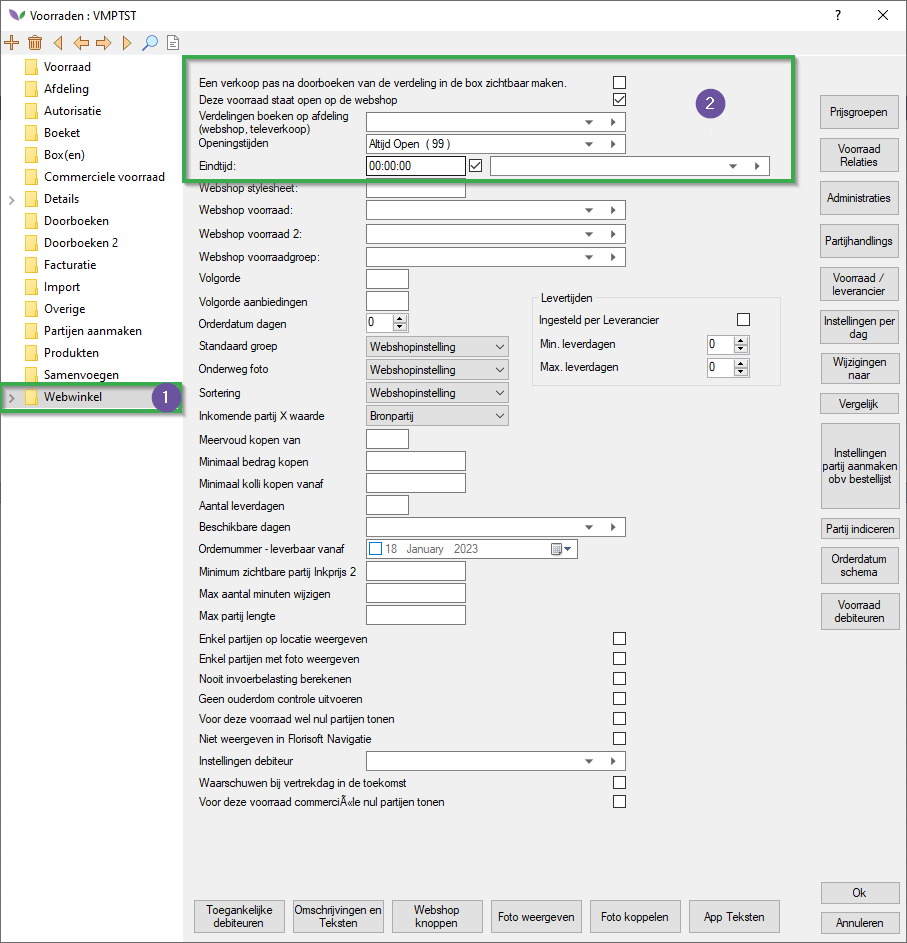 Voorraden : VMPTST
?
Voorraad
Afdeling
Autorisatie
Boeket
Box(en)
Commerciele voorraad
Details
Doorboeken
Doorboeken 2
Facturatie
Import
Overige
Partijen aanmaken
Produkten
Samenvoegen
Webwinkel
1
2
Een verkoop pas na doorboeken van de verdeling in de box zichtbaar maken.
Deze voorraad staat open op de webshop
Verdelingen boeken op afdeling
(webshop, televerkoop)
Openingstijden
Altijd Open ( 99 )
Eindtijd:
00:00:00
Webshop stylesheet:
Webshop voorraad:
Webshop voorraad 2:
Webshop voorraadgroep:
Volgorde
Volgorde aanbiedingen
Orderdatum dagen
0
Standaard groep
Webshopinstelling
Onderweg foto
Webshopinstelling
Sortering
Webshopinstelling
Inkomende partij X waarde
Bronpartij
Levertijden
Ingesteld per Leverancier
Min. leverdagen
0
Max. leverdagen
0
Meervoud kopen van
Minimaal bedrag kopen
Minimaal kolli kopen vanaf
Aantal leverdagen
Beschikbare dagen
Ordernummer - leverbaar vanaf
18 January 2023
Minimum zichtbare partij Inkprijs 2
Max aantal minuten wijzigen
Max partij lengte
Enkel partijen op locatie weergeven
Enkel partijen met foto weergeven
Nooit invoerbelasting berekenen
Geen ouderdom controle uitvoeren
Voor deze voorraad wel nul partijen tonen
Niet weergeven in Florisoft Navigatie
Instellingen debiteur
Waarschuwen bij vertrekdag in de toekomst
Voor deze voorraad commerciÃ«le nul partijen tonen
Prijsgroepen
Voorraad
Relaties
Administraties
Partijhandlings
Voorraad /
leverancier
Instellingen per
dag
Wijzigingen
naar
Vergelijk
Instellingen
partij aanmaken
obv bestellijst
Partij indiceren
Orderdatum
schema
Voorraad
debiteuren
Ok
Annuleren
Toegankelijke
debiteuren
Omschrijvingen en
Teksten
Webshop
knoppen
Foto weergeven
Foto koppelen
App Teksten